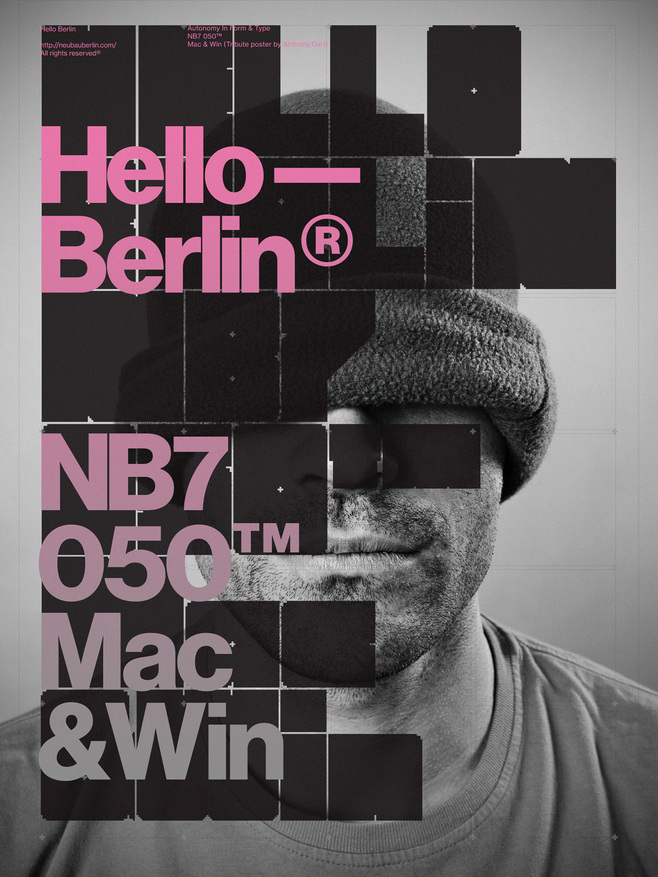 Hello Berlin
http://neubauberlin.com/
All rights reserved®
Autonomy In Form & Type
NB7 050™
Mac & Win (Tribute poster by Anthony
Hello—
Berlin®
NB7
050™
Mac
&Win